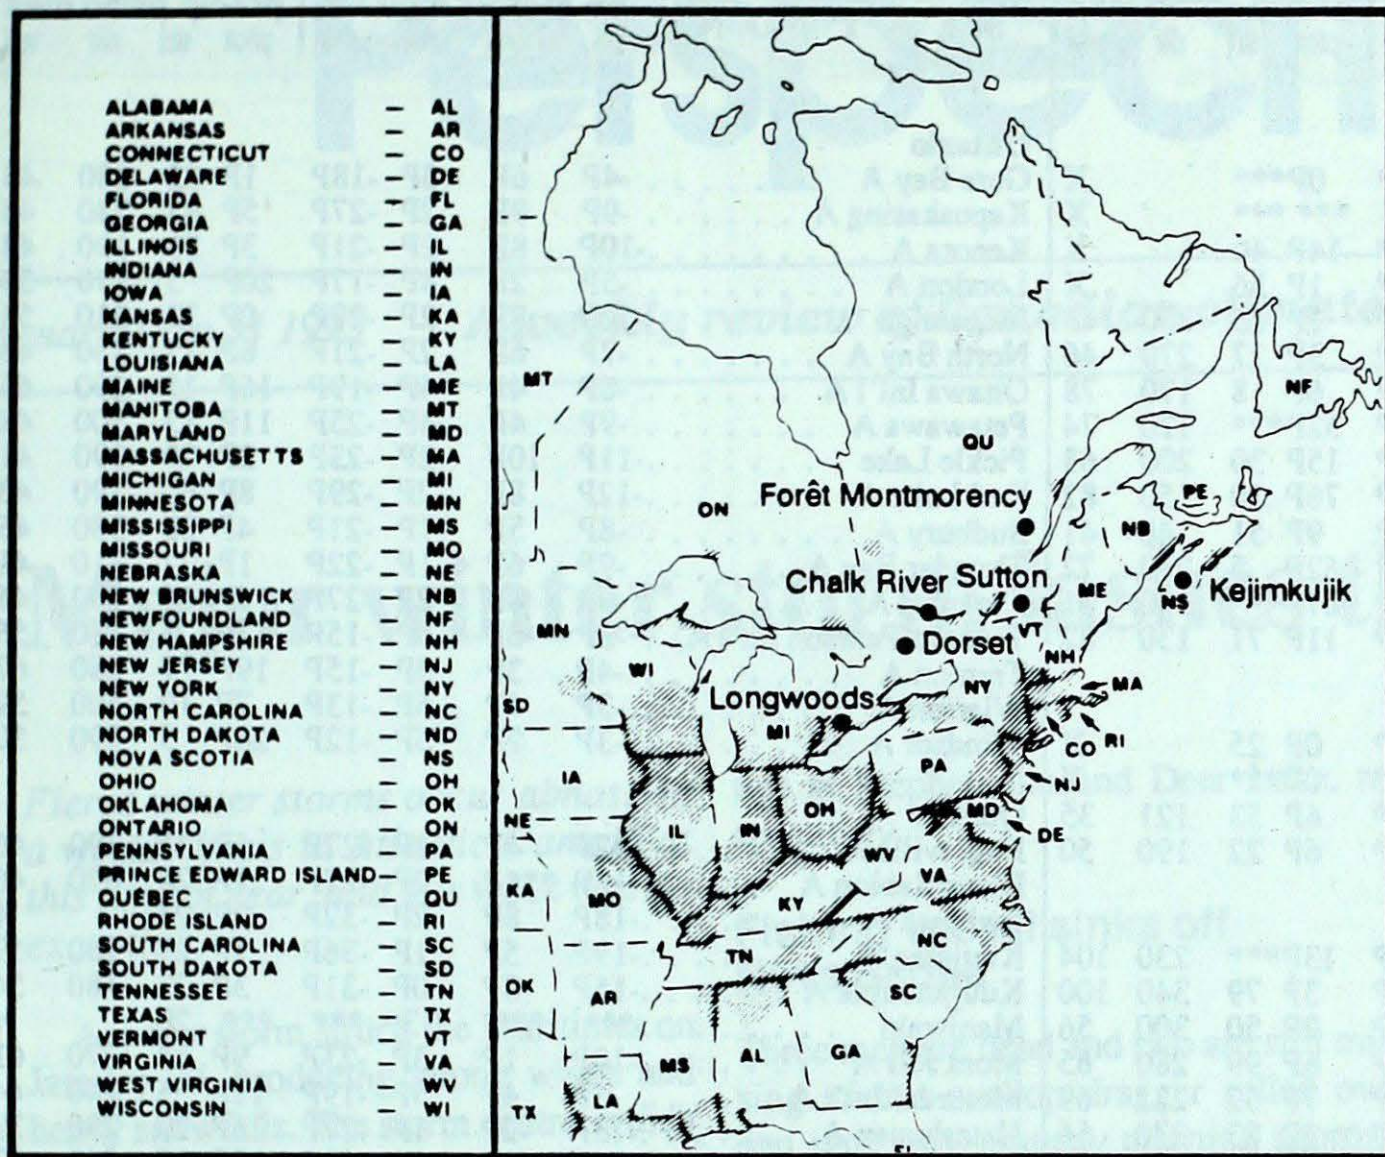 ALABAMA — AL
ARKANSAS — AR
CONNECTICUT — CO
DELAWARE — DE
FLORIDA — FL
GEORGIA — GA
ILLINOIS — IL
INDIANA — IN
IOWA — IA
KANSAS — KA
KENTUCKY — KY
LOUISIANA — LA
MAINE — ME
MANITOBA — MT
MARYLAND — MD
MASSACHUSETTS — MA
MICHIGAN — MI
MINNESOTA — MN
MISSISSIPPI — MS
MISSOURI — MO
NEBRASKA — NE
NEW BRUNSWICK — NB
NEWFOUNDLAND — NF
NEW HAMPSHIRE — NH
NEW JERSEY — NJ
NEW YORK — NY
NORTH CAROLINA — NC
NORTH DAKOTA — ND
NOVA SCOTIA — NS
OHIO — OH
OKLAHOMA — OK
ONTARIO — ON
PENNSYLVANIA — PA
PRINCE EDWARD ISLAND — PE
QUÉBEC — QU
RHODE ISLAND — RI
SOUTH CAROLINA — SC
SOUTH DAKOTA — SD
TENNESSEE — TN
TEXAS — TX
VERMONT — VT
VIRGINIA — VA
WEST VIRGINIA — WV
WISCONSIN — WI
MT
NF
QU
Forêt Montmorency
PE
ON
NB
Chalk River Sutton
ME
NS
Kejimkujik
MN
Dorset
VT
NH
WI
NY
MA
SD
Longwoods
MI
CO
RI
IA
PA
NJ
NE
IL
IN
OH
MD
DE
WV
VA
KA
MO
KY
NC
TN
OK
AR
SC
MS
AL
GA
TX
LA